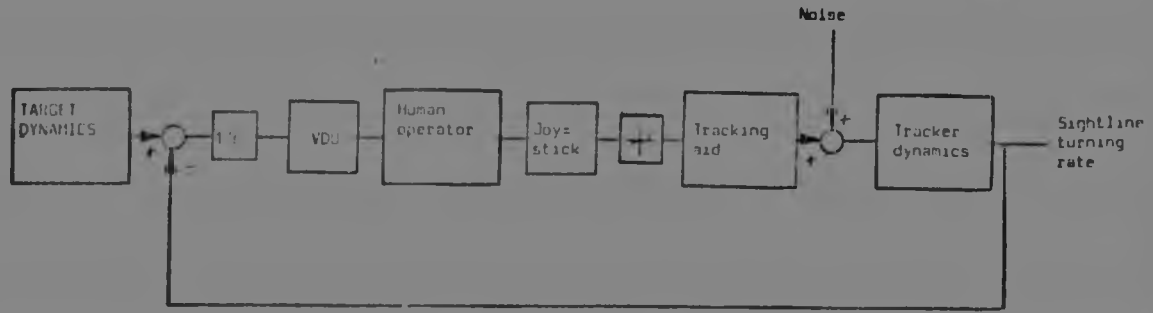 Noise
TARGET
DYNAMICS
VDU
Human
operator
Joy=
stick
Tracking
aid
Tracker
dynamics
Sightline
turning
rate
+
-
+
+